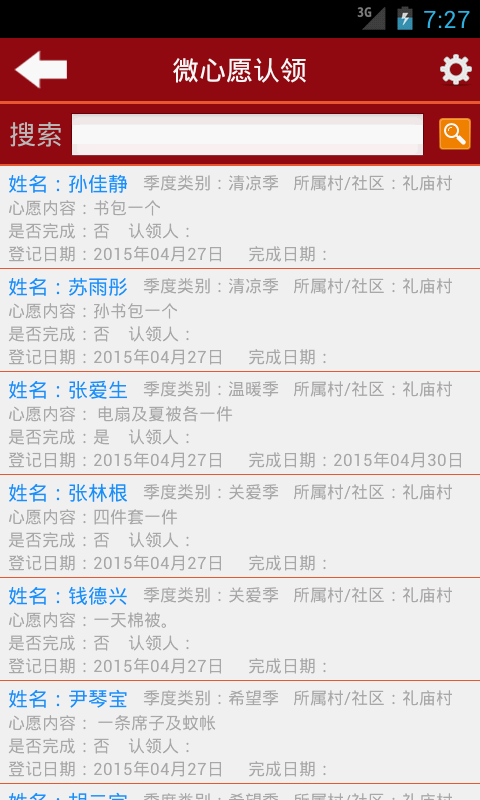 3G 7:27
微心愿认领
搜索
姓名：孙佳静 季度类别：清凉季 所属村/社区：礼庙村
心愿内容：书包一个
是否完成：否 认领人：
登记日期：2015年04月27日 完成日期：
姓名：苏雨彤 季度类别：清凉季 所属村/社区：礼庙村
心愿内容：孙书包一个
是否完成：否 认领人：
登记日期：2015年04月27日 完成日期：
姓名：张爱生 季度类别：温暖季 所属村/社区：礼庙村
心愿内容： 电扇及夏被各一件
是否完成：是 认领人：
登记日期：2015年04月27日 完成日期：2015年04月30日
姓名：张林根 季度类别：关爱季 所属村/社区：礼庙村
心愿内容：四件套一件
是否完成：否 认领人：
登记日期：2015年04月27日 完成日期：
姓名：钱德兴 季度类别：关爱季 所属村/社区：礼庙村
心愿内容：一天棉被。
是否完成：否 认领人：
登记日期：2015年04月27日 完成日期：
姓名：尹琴宝 季度类别：希望季 所属村/社区：礼庙村
心愿内容： 一条席子及蚊帐
是否完成：否 认领人：
登记日期：2015年04月27日 完成日期：
姓名： 季度类别：希望季 所属村/社区：礼庙村